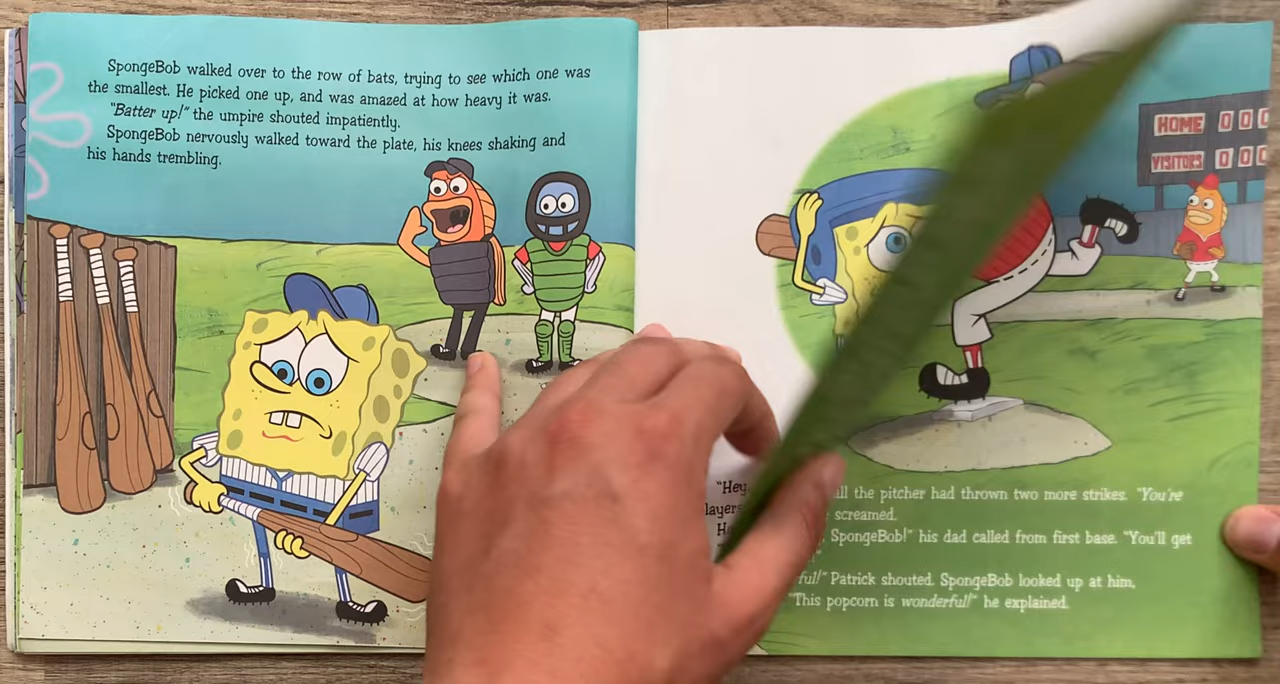 SpongeBob walked over to the row of bats, trying to see which one was
the smallest. He picked one up, and was amazed at how heavy it was.
"Batter up!" the umpire shouted impatiently.
SpongeBob nervously walked toward the plate, his knees shaking and
his hands trembling.
HOME 000
VISITORS 000
"Hey,
all the pitcher had thrown two more strikes. "You're
screamed.
SpongeBob!" his dad called from first base. "You'll get
Patrick shouted. SpongeBob looked up at him,
"This popcorn is wonderful!" he explained.